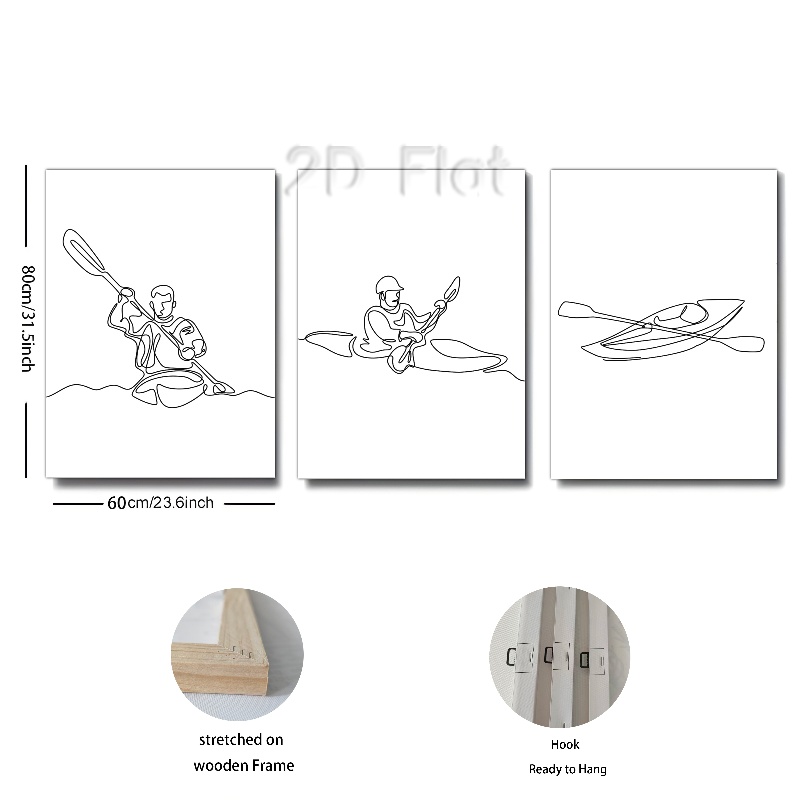 2D Flat
80cm/31.5inch
60cm/23.6inch
stretched on
wooden Frame
Hook
Ready to Hang